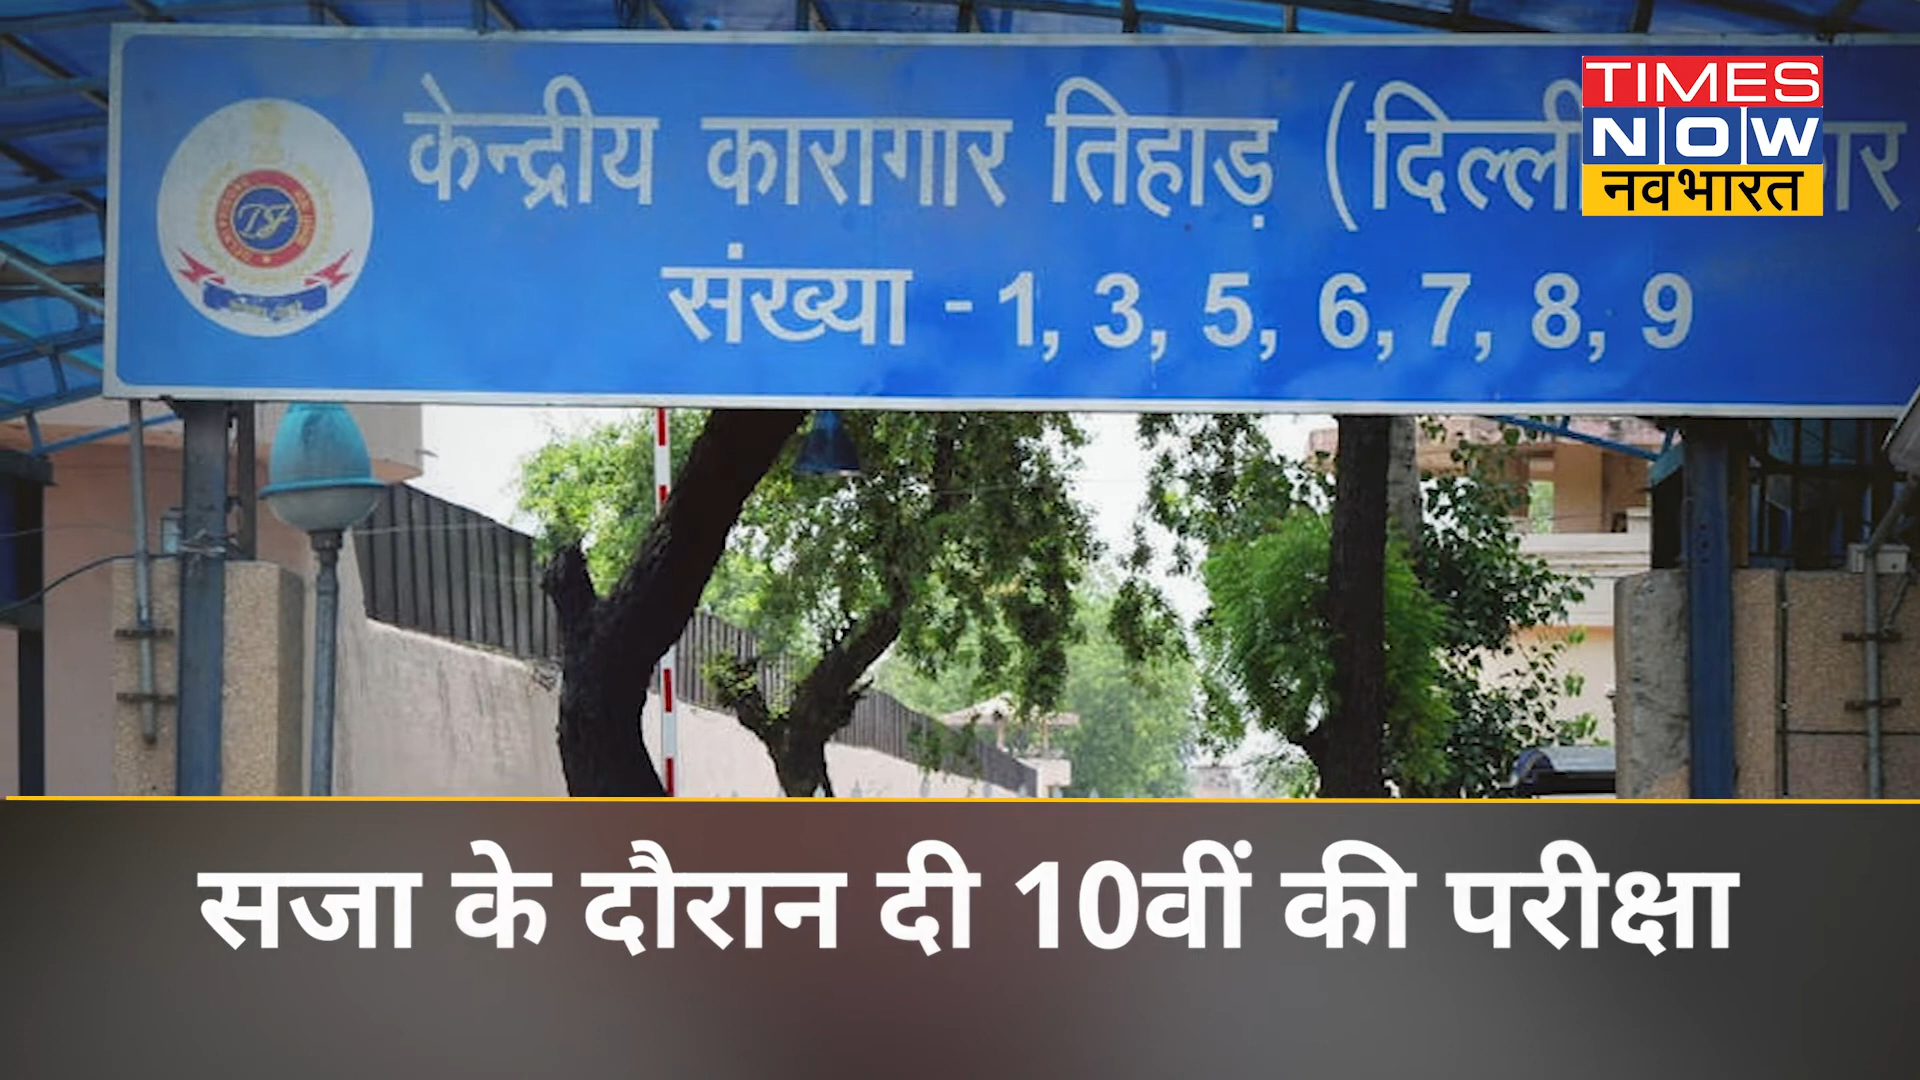 केन्द्रीय कारागार तिहाड़ (दिल्ली
TIMES
NOW
नवभारत
संख्या - 1, 3, 5, 6, 7, 8, 9
सजा के दौरान दी 10वीं की परीक्षा